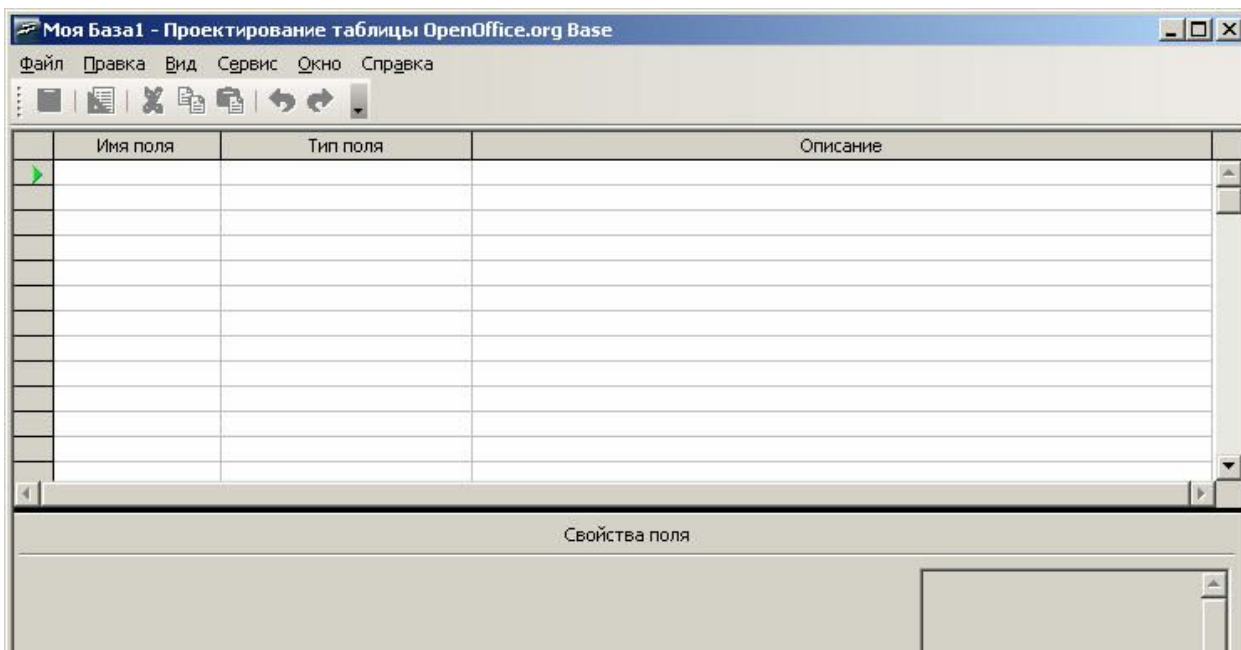 Моя База1 - Проектирование таблицы OpenOffice.org Base
Файл Правка Вид Сервис Окно Справка
Имя поля Тип поля Описание
Свойства поля